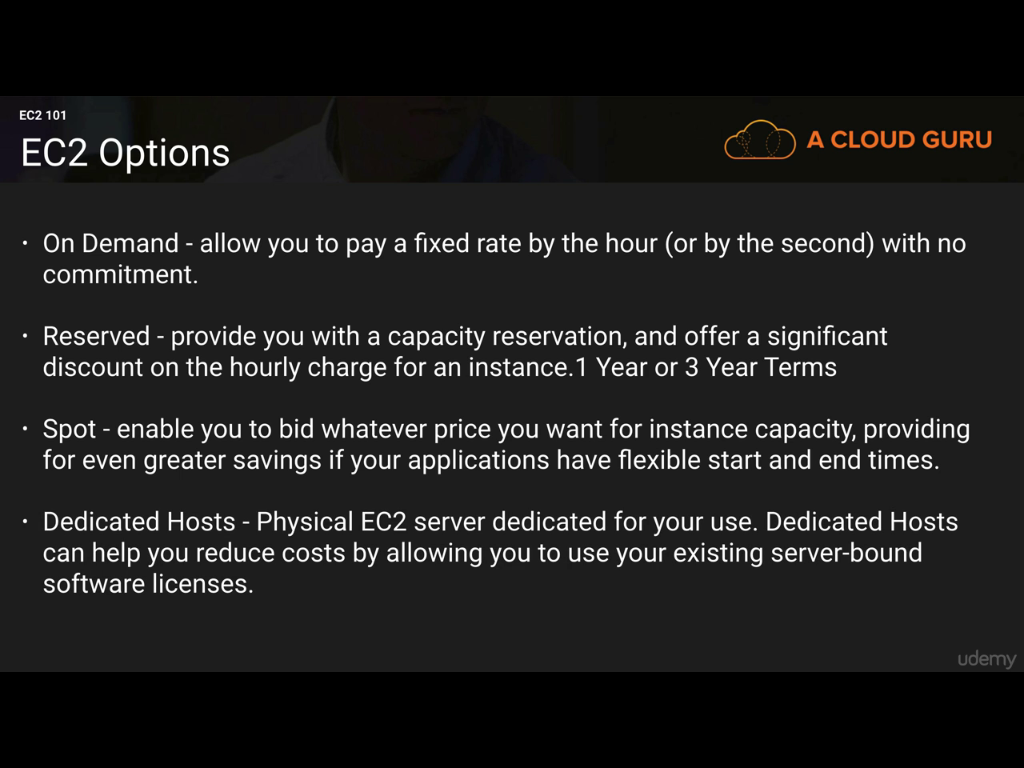 EC2 101
EC2 Options
A CLOUD GURU
• On Demand - allow you to pay a fixed rate by the hour (or by the second) with no
commitment.
• Reserved - provide you with a capacity reservation, and offer a significant
discount on the hourly charge for an instance.1 Year or 3 Year Terms
• Spot - enable you to bid whatever price you want for instance capacity, providing
for even greater savings if your applications have flexible start and end times.
• Dedicated Hosts - Physical EC2 server dedicated for your use. Dedicated Hosts
can help you reduce costs by allowing you to use your existing server-bound
software licenses.
udemy